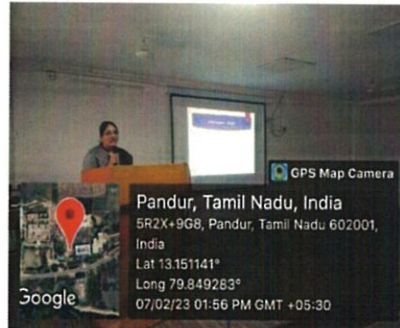 GPS Map Camera
Pandur, Tamil Nadu, India
5R2X+9G8, Pandur, Tamil Nadu 602001,
India
Lat 13.151141°
Long 79.849283°
07/02/23 01:56 PM GMT +05:30
Google